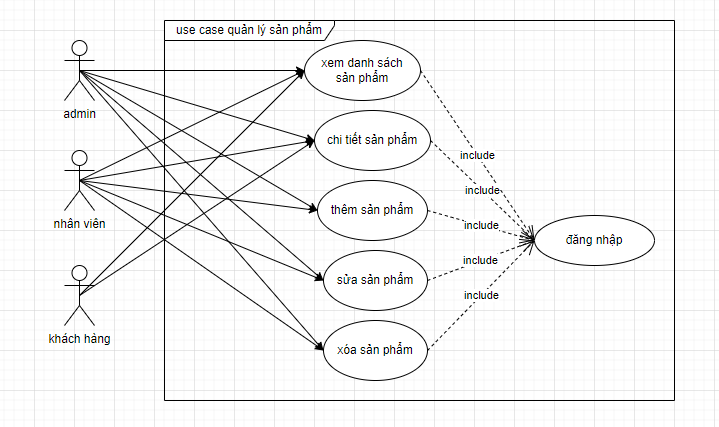 use case quản lý sản phẩm
xem danh sách
sản phẩm
admin
chi tiết sản phẩm
include
include
thêm sản phẩm
nhân viên
include
đăng nhập
include
sửa sản phẩm
include
khách hàng
xóa sản phẩm